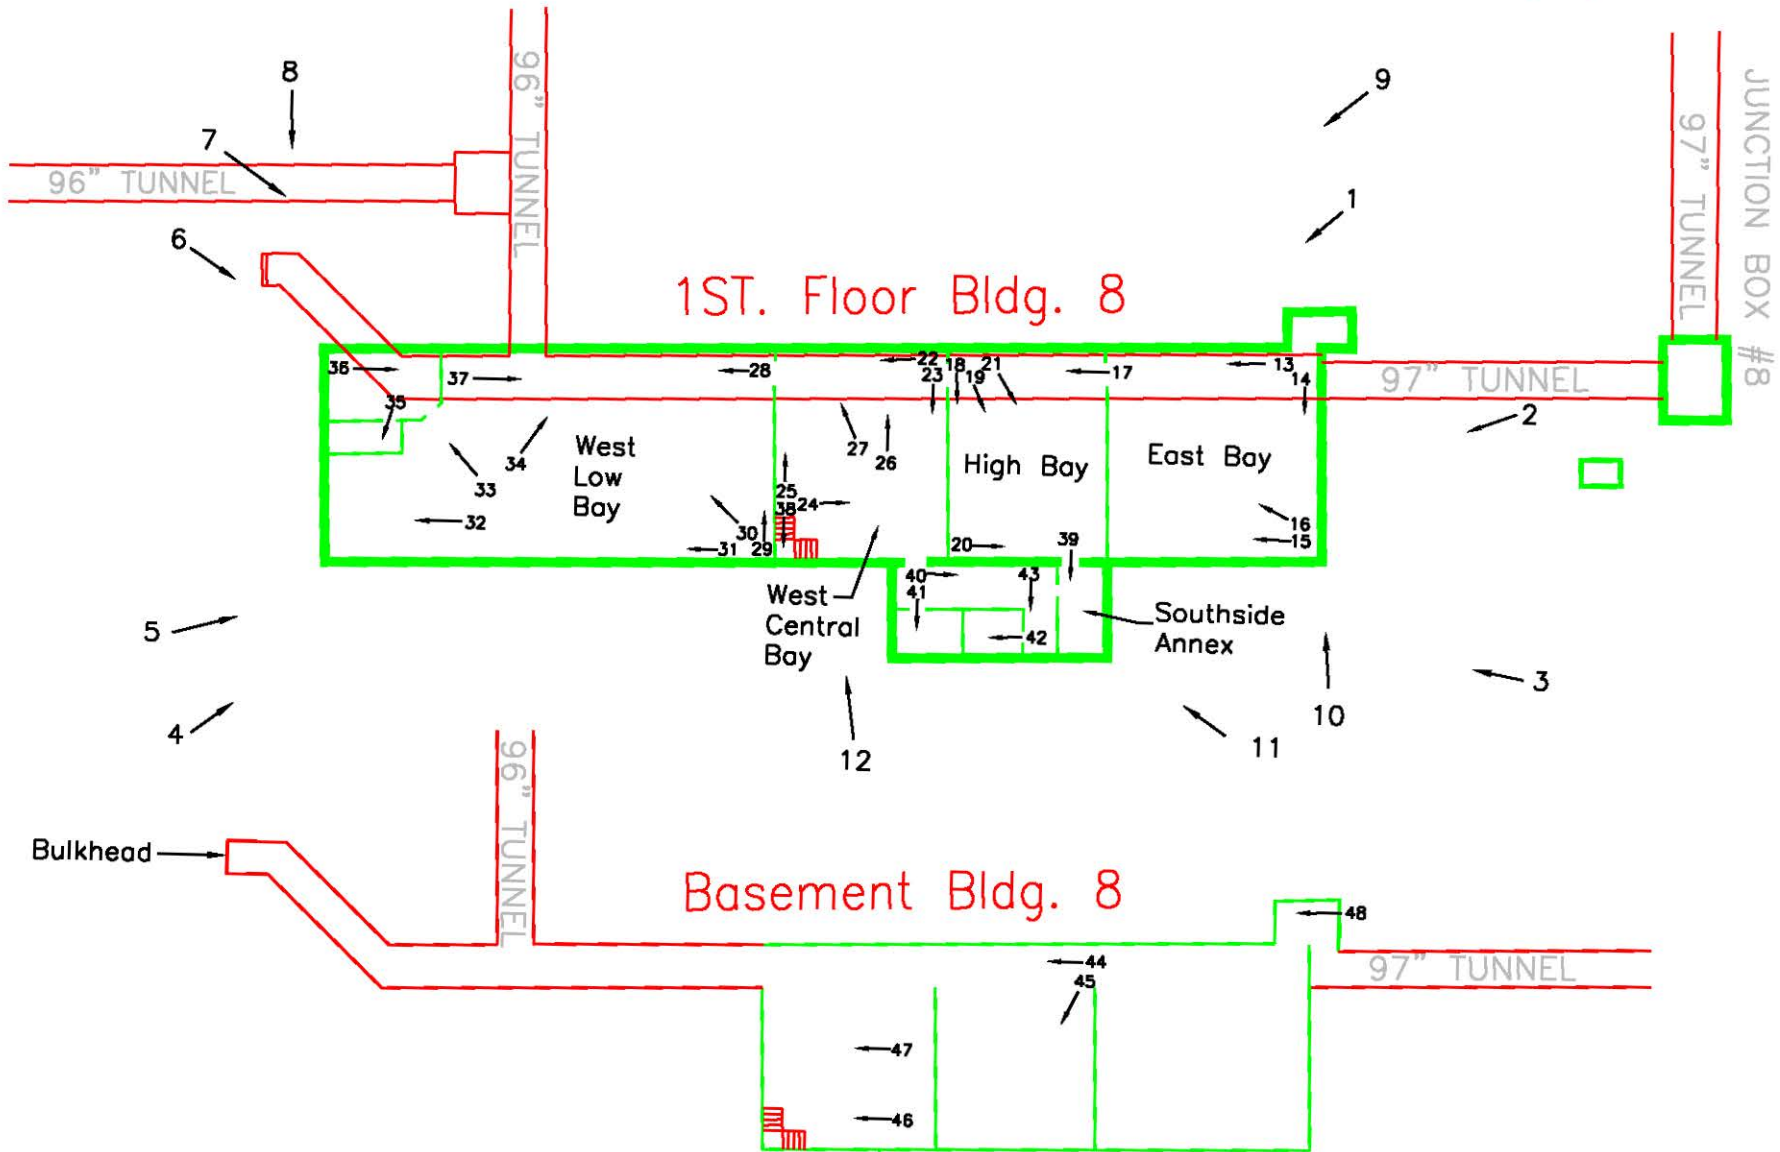 8
9
7
96" TUNNEL
96" TUNNEL
97" TUNNEL
JUNCTION BOX #8
6
1
1ST. Floor Bldg. 8
36
37
28
22
18
21
17
13
23
19
14
97" TUNNEL
35
2
34
West
Low
Bay
27
26
High Bay
East Bay
33
25
24
38
32
30
16
31
29
20
39
15
40
43
41
West
Central
Bay
42
Southside
Annex
5
3
4
10
11
12
96" TUNNEL
Bulkhead
Basement Bldg. 8
48
44
97" TUNNEL
45
47
46